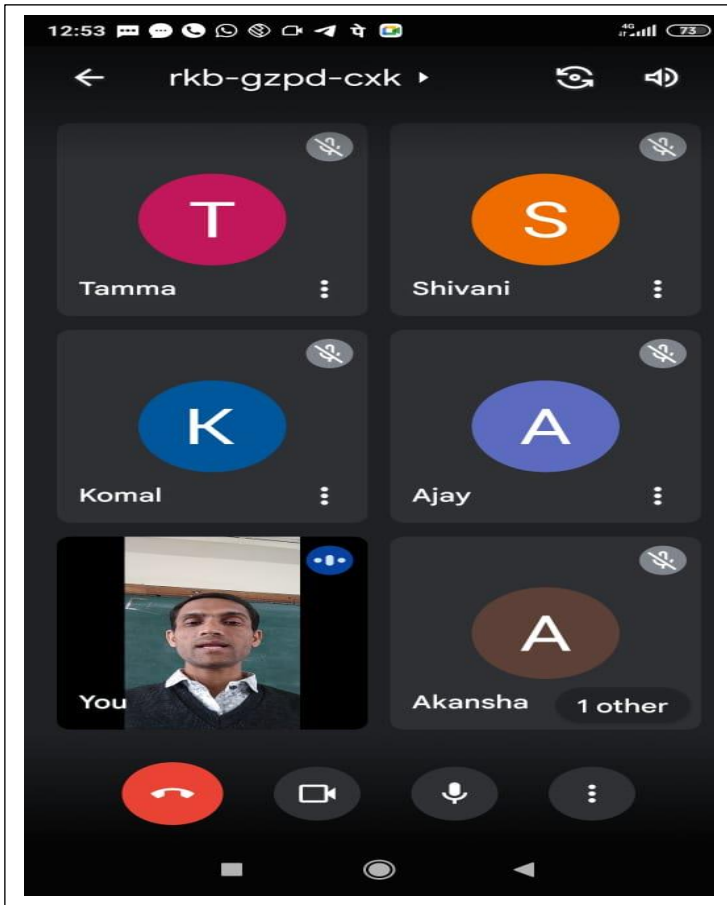 12:53 पे 4G 73
rkb-gzpd-cxk
T S
Tamma Shivani
K A
Komal Ajay
A
You Akansha 1 other